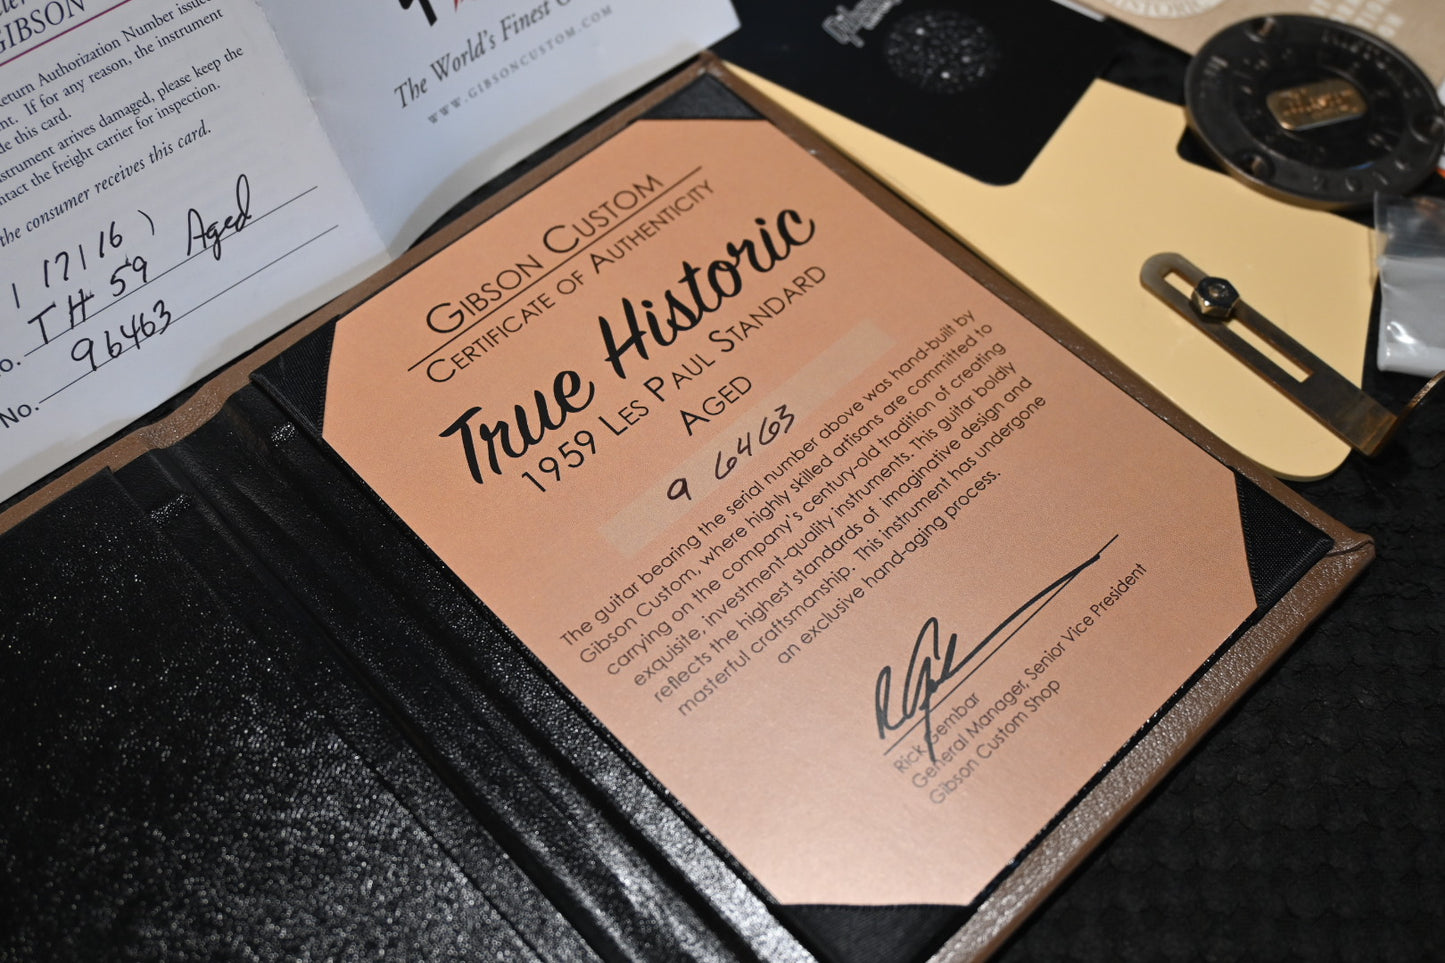 GIBSON
Return Authorization Number issued
If for any reason, the instrument
this card.
instrument arrives damaged, please keep the
contact the freight carrier for inspection.
the consumer receives this card.
17116
TH 59 Aged
96463
No.
The World's Finest
WWW.GIBSONCUSTOM.COM
GIBSON CUSTOM
CERTIFICATE OF AUTHENTICITY
True Historic
1959 LES PAUL STANDARD
AGED
9 6463
The guitar bearing the serial number above was hand-built by
Gibson Custom, where highly skilled artisans are committed to
carrying on the company's century-old tradition of creating
exquisite, investment-quality instruments. This guitar boldly
reflects the highest standards of imaginative design and
masterful craftsmanship. This instrument has undergone
an exclusive hand-aging process.
Rick Gembar
General Manager, Senior Vice President
Gibson Custom Shop